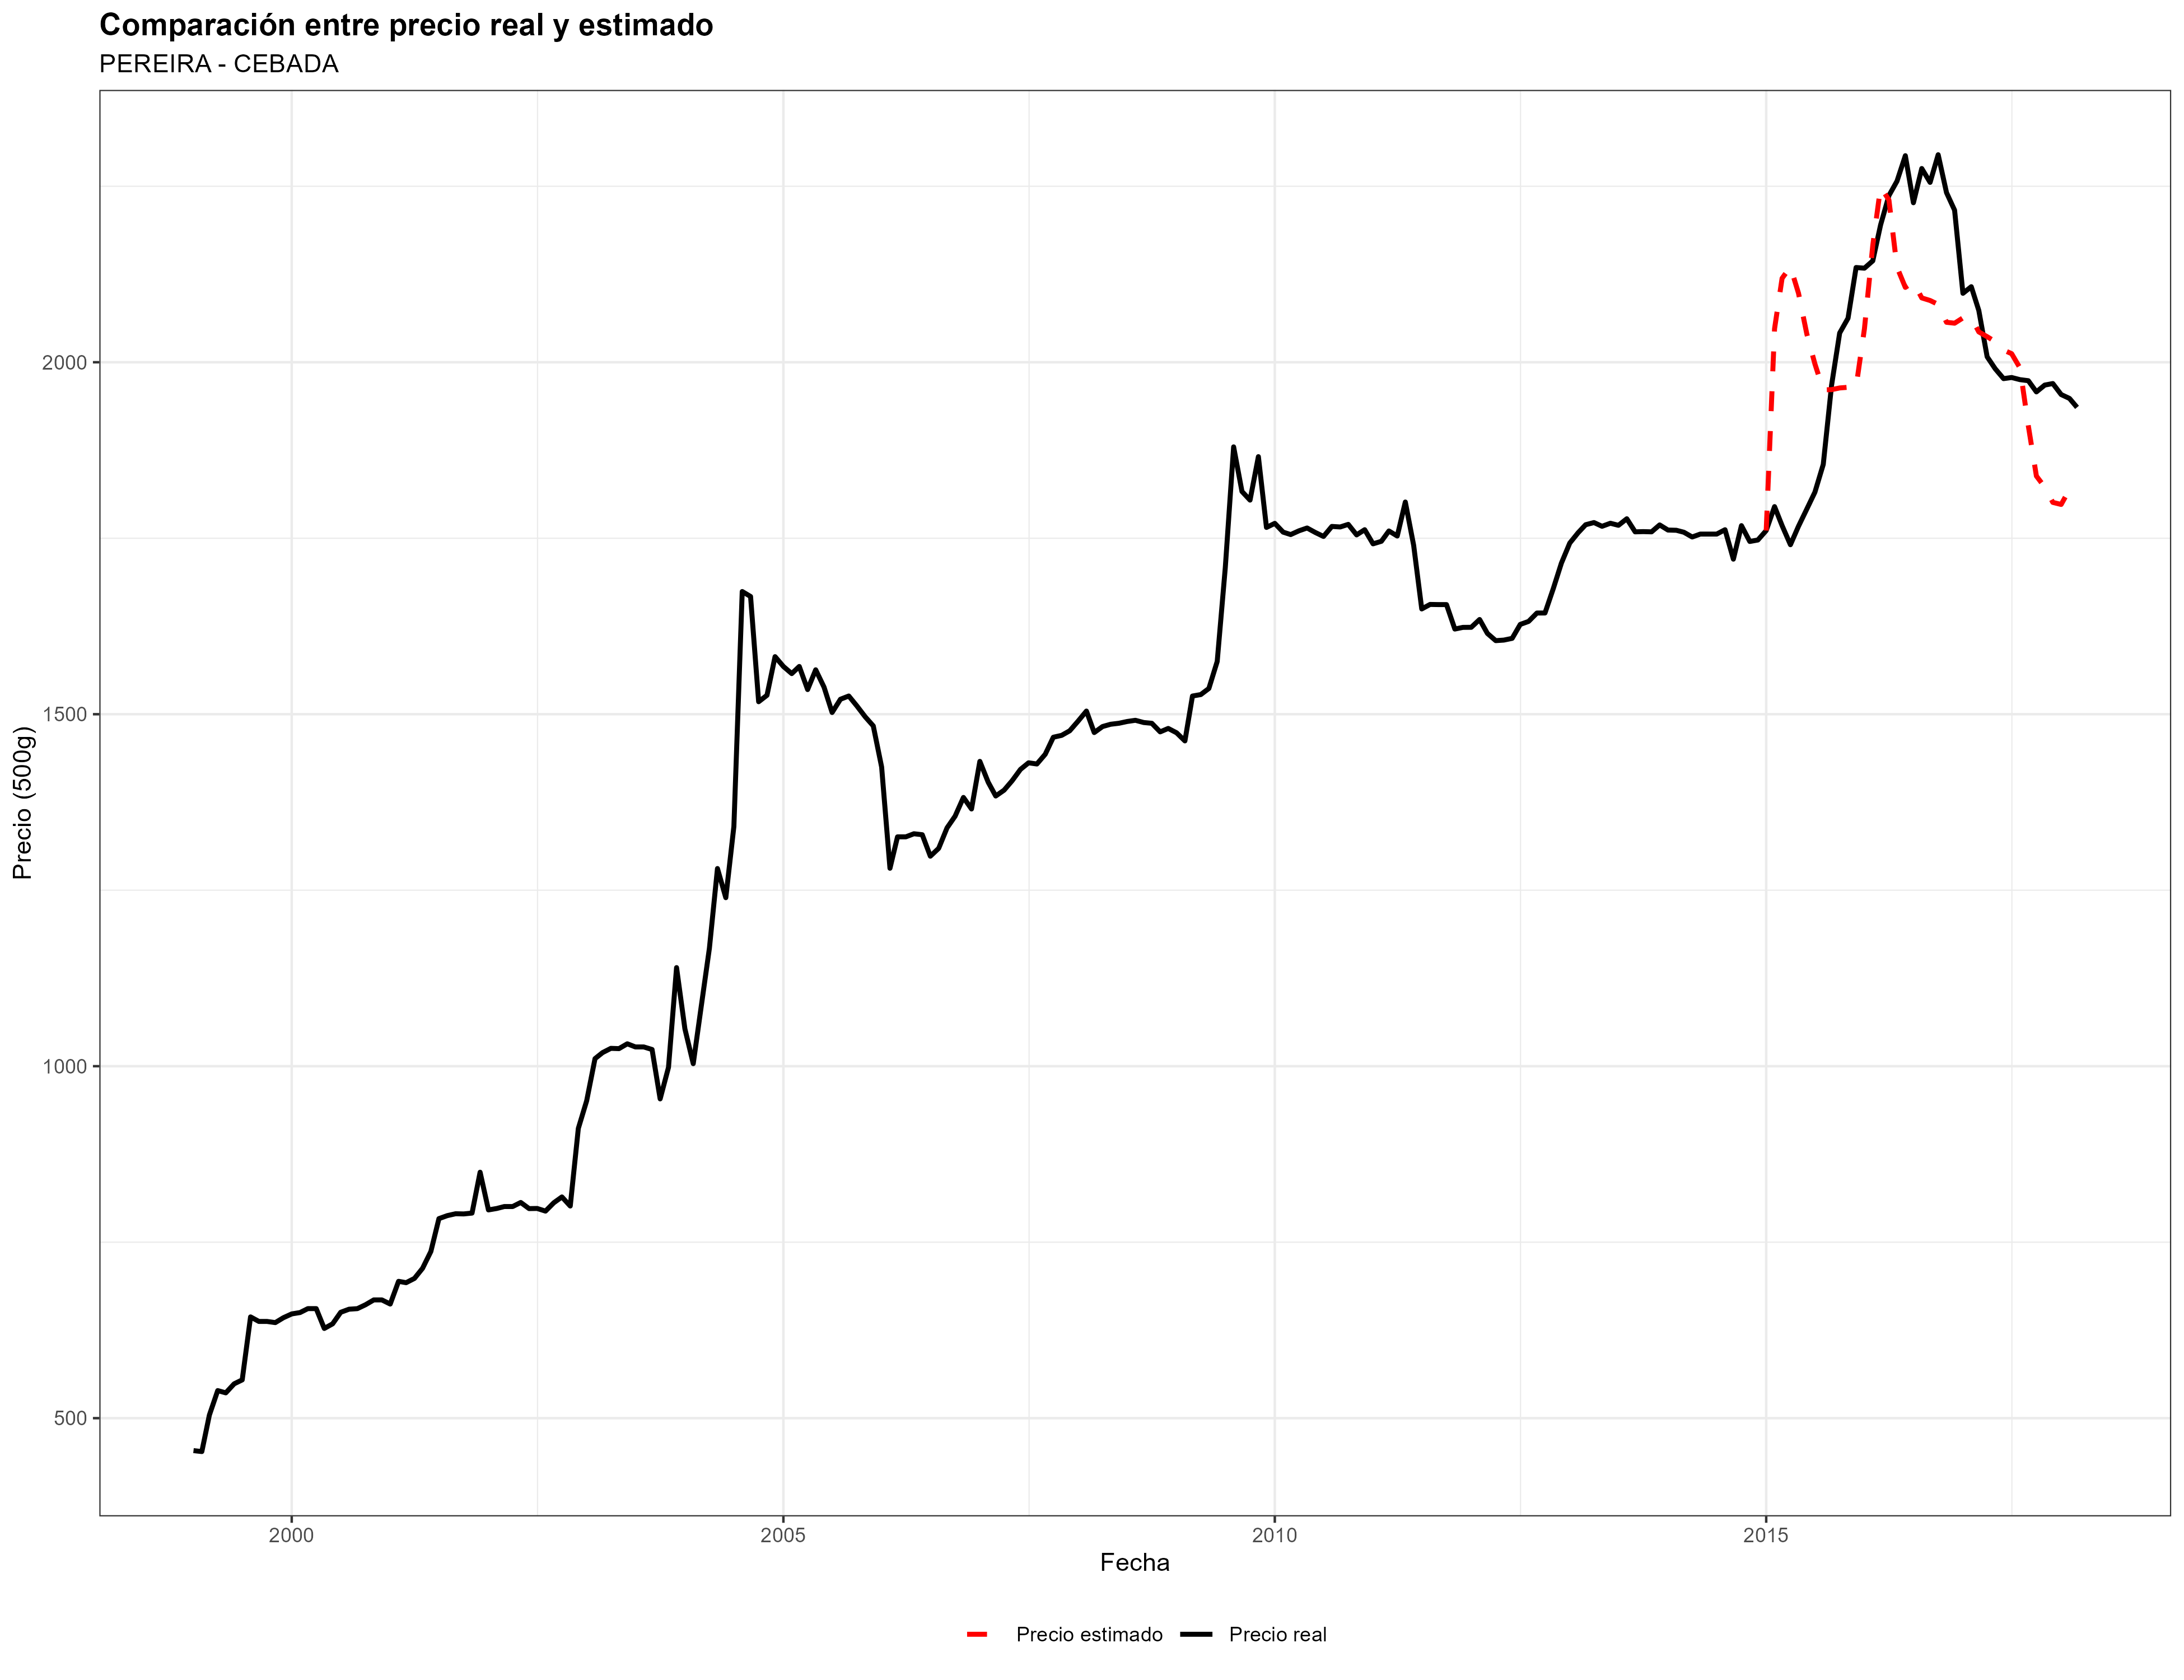 Comparación entre precio real y estimado
PEREIRA - CEBADA
Precio (500g)
2000
1500
1000
500
2000
2005
2010
2015
Fecha
Precio estimado
Precio real